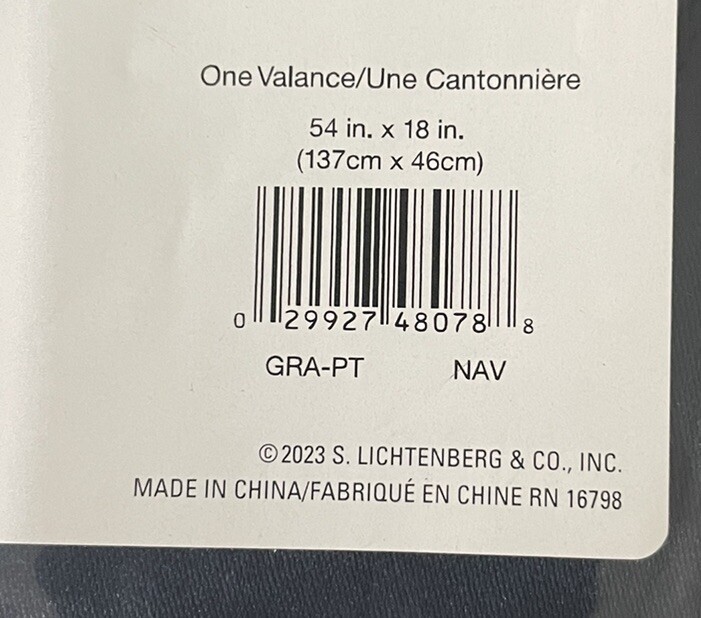 One Valance/Une Cantonnière
54 in. x 18 in.
(137cm x 46cm)
0 29927 48078 8
GRA-PT NAV
©2023 S. LICHTENBERG & CO., INC.
MADE IN CHINA/FABRIQUÉ EN CHINE RN 16798